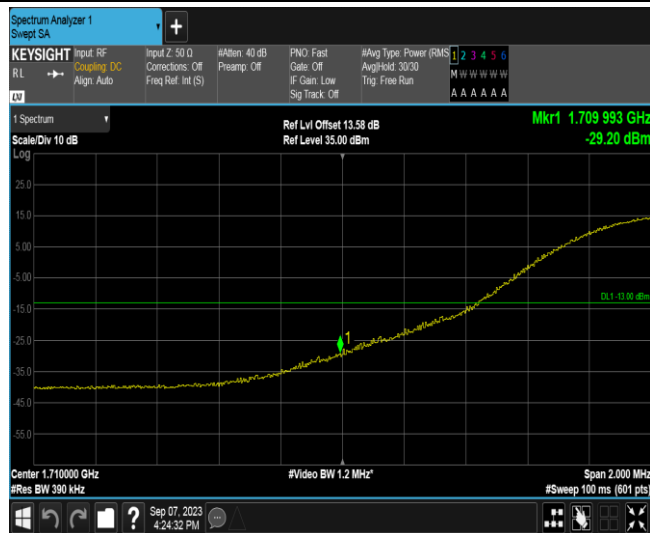 Spectrum Analyzer 1
Swept SA
+
KEYSIGHT
RL
LXI
Input: RF
Coupling: DC
Align: Auto
Input Z: 50 Ω
Corrections: Off
Freq Ref: Int (S)
#Atten: 40 dB
Preamp: Off
PNO: Fast
Gate: Off
IF Gain: Low
Sig Track: Off
#Avg Type: Power (RMS
Avg|Hold: 30/30
Trig: Free Run
1 2 3 4 5 6
M W W W W W
A A A A A A
1 Spectrum
Scale/Div 10 dB
Log
Ref Lvl Offset 13.58 dB
Ref Level 35.00 dBm
Mkr1 1.709 993 GHz
-29.20 dBm
25.0
15.0
5.00
-5.00
DL1 -13.00 dBm
-15.0
-25.0
1
-35.0
-45.0
-55.0
Center 1.710000 GHz
#Res BW 390 kHz
#Video BW 1.2 MHz*
Span 2.000 MHz
#Sweep 100 ms (601 pts)
?
Sep 07, 2023
4:24:32 PM